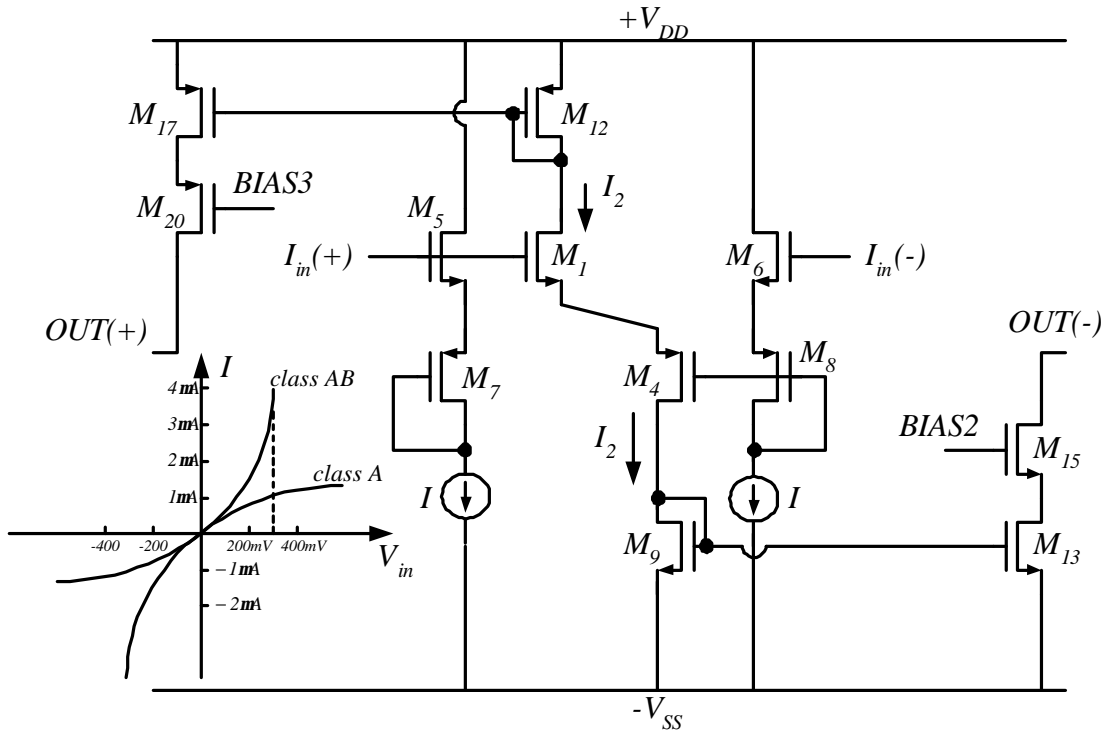 +V_DD
M_17
M_12
BIAS3
I_2
M_20
M_5
I_in(+)
M_1
M_6
I_in(-)
OUT(+)
OUT(-)
I
M_7
M_4
M_8
4mA
class AB
3mA
I_2
BIAS2
2mA
M_15
class A
1mA
I
I
-400
-200
200mV
400mV
V_in
M_9
M_13
−1mA
−2mA
-V_SS